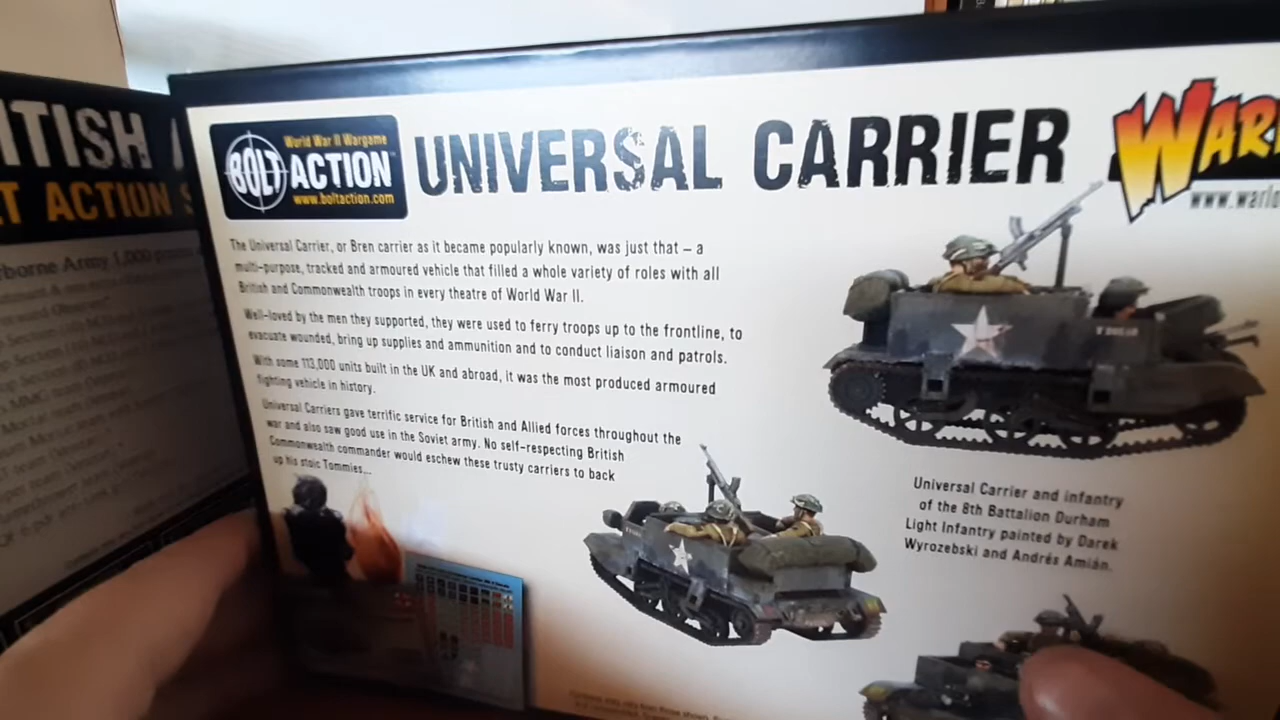 TISH
T ACTION S
rborne Army 1,000 points
World War II Wargame
BOLT ACTION
www.boltaction.com
UNIVERSAL CARRIER
WAR
www.warlo
The Universal Carrier, or Bren carrier as it became popularly known, was just that – a
multi-purpose, tracked and armoured vehicle that filled a whole variety of roles with all
British and Commonwealth troops in every theatre of World War II.
Well-loved by the men they supported, they were used to ferry troops up to the frontline, to
evacuate wounded, bring up supplies and ammunition and to conduct liaison and patrols.
With some 113,000 units built in the UK and abroad, it was the most produced armoured
fighting vehicle in history.
Universal Carriers gave terrific service for British and Allied forces throughout the
war and also saw good use in the Soviet army. No self-respecting British
Commonwealth commander would eschew these trusty carriers to back
up his stoic Tommies...
Universal Carrier and infantry
of the 8th Battalion Durham
Light Infantry painted by Darek
Wyrozebski and Andrés Amián.